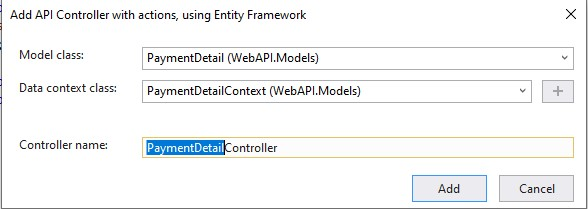 Add API Controller with actions, using Entity Framework
Model class: PaymentDetail (WebAPI.Models)
Data context class: PaymentDetailContext (WebAPI.Models) +
Controller name: PaymentDetailController
Add Cancel